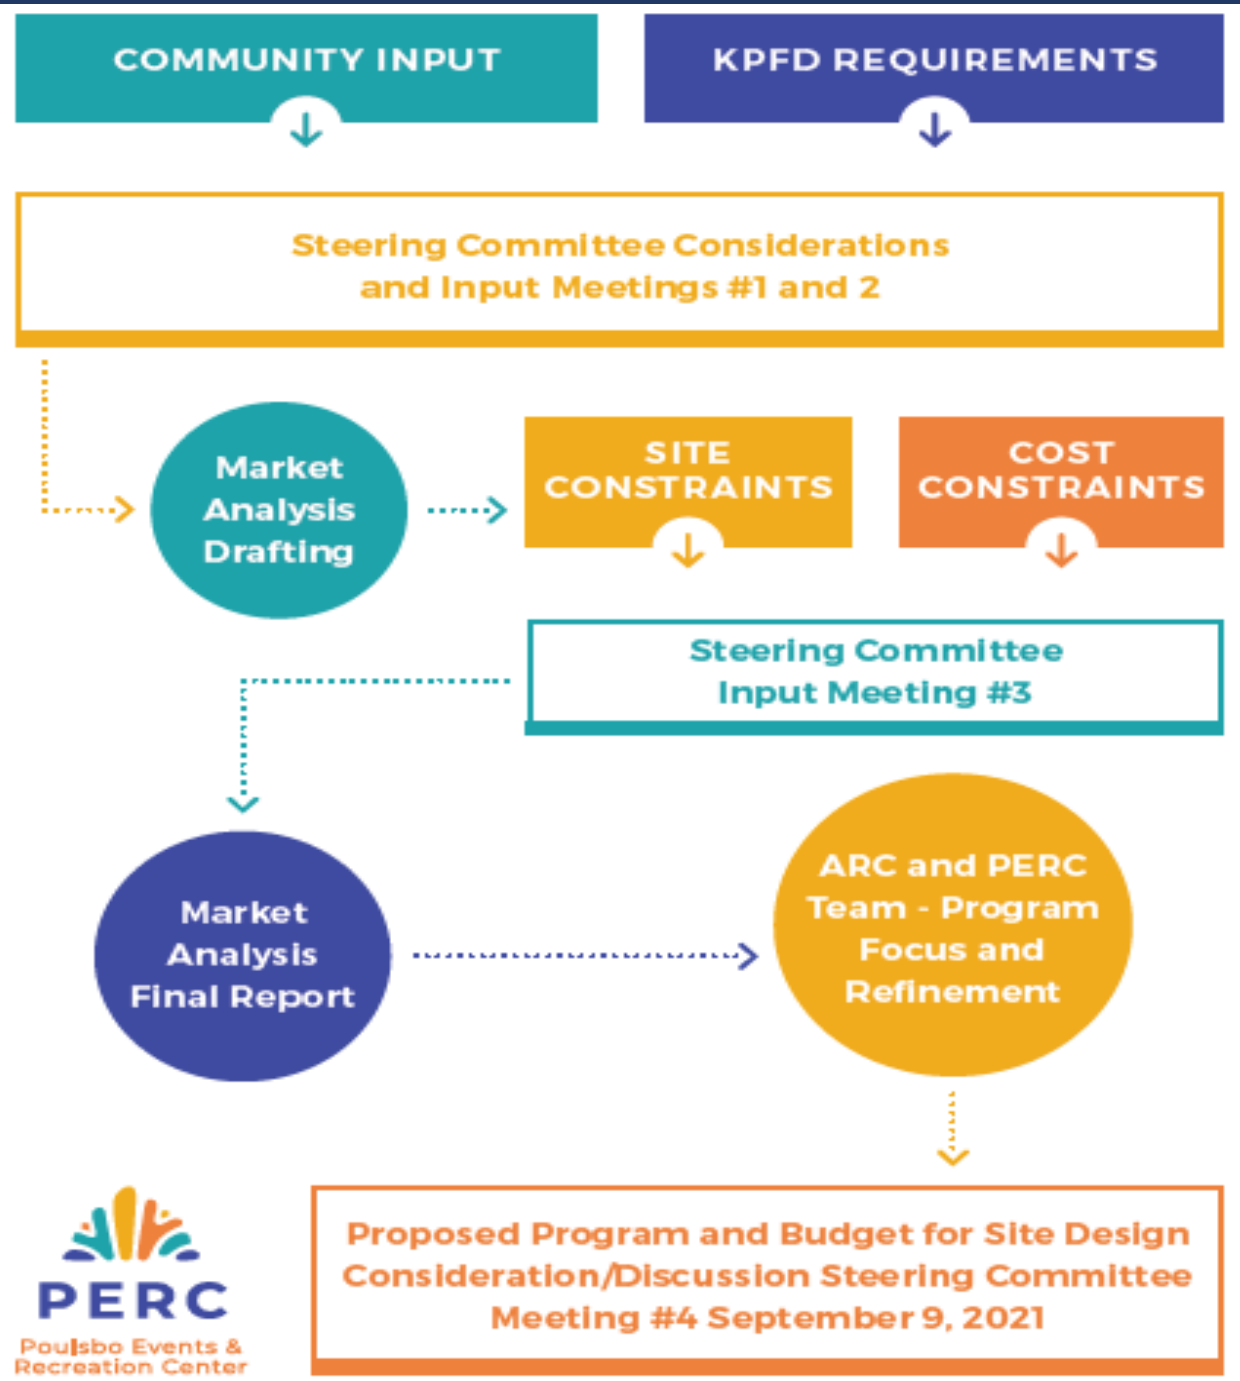 COMMUNITY INPUT
KPFD REQUIREMENTS
Steering Committee Considerations
and Input Meetings #1 and 2
Market
Analysis
Drafting
SITE
CONSTRAINTS
COST
CONSTRAINTS
Steering Committee
Input Meeting #3
Market
Analysis
Final Report
ARC and PERC
Team - Program
Focus and
Refinement
Proposed Program and Budget for Site Design
Consideration/Discussion Steering Committee
Meeting #4 September 9, 2021
PERC
Poulsbo Events &
Recreation Center